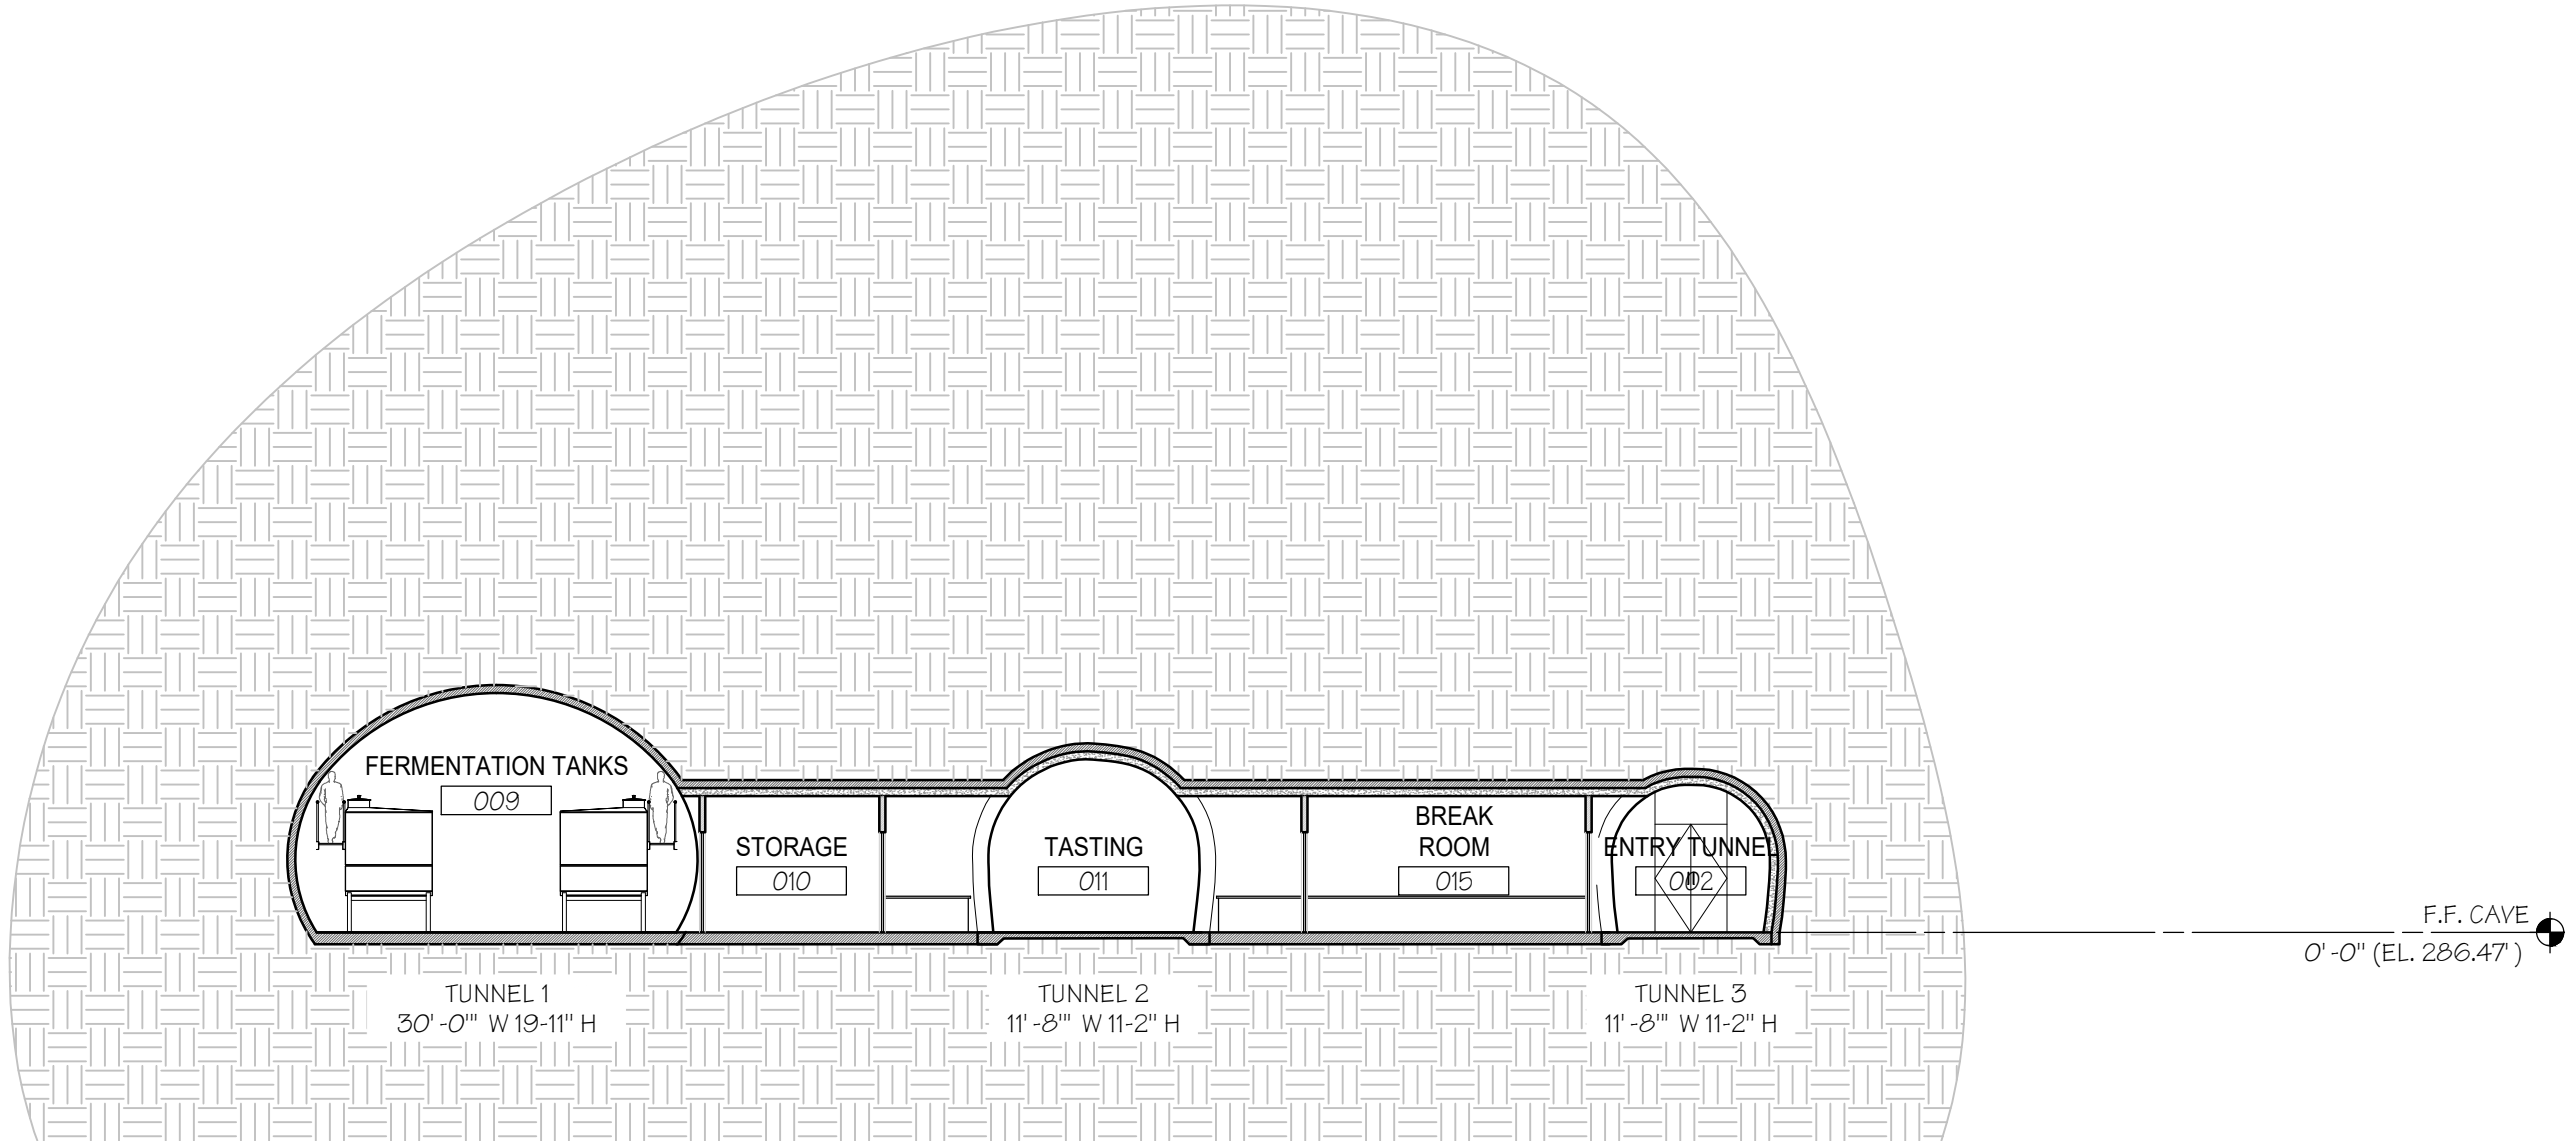 FERMENTATION TANKS
009
STORAGE
010
TASTING
011
BREAK
ROOM
015
ENTRY TUNNEL
002
F.F. CAVE
0'-0" (EL. 286.47')
TUNNEL 1
30'-0"' W 19-11" H
TUNNEL 2
11'-8"' W 11-2" H
TUNNEL 3
11'-8"' W 11-2" H